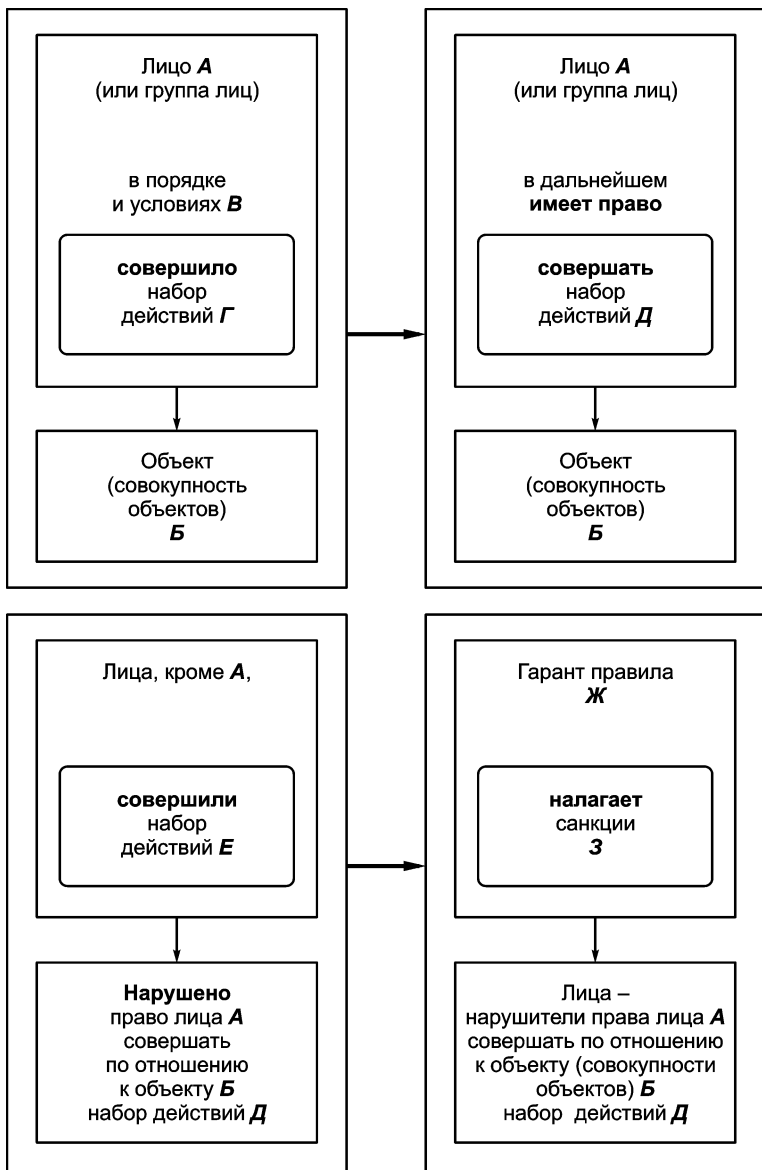 Лицо А
(или группа лиц)
в порядке
и условиях В
совершило
набор
действий Г
Объект
(совокупность
объектов)
Б
Лицо А
(или группа лиц)
в дальнейшем
имеет право
совершать
набор
действий Д
Объект
(совокупность
объектов)
Б
Лица, кроме А,
совершили
набор
действий Е
Нарушено
право лица А
совершать
по отношению
к объекту Б
набор действий Д
Гарант правила
Ж
налагает
санкции
З
Лица –
нарушители права лица А
совершать по отношению
к объекту (совокупности
объектов) Б
набор действий Д